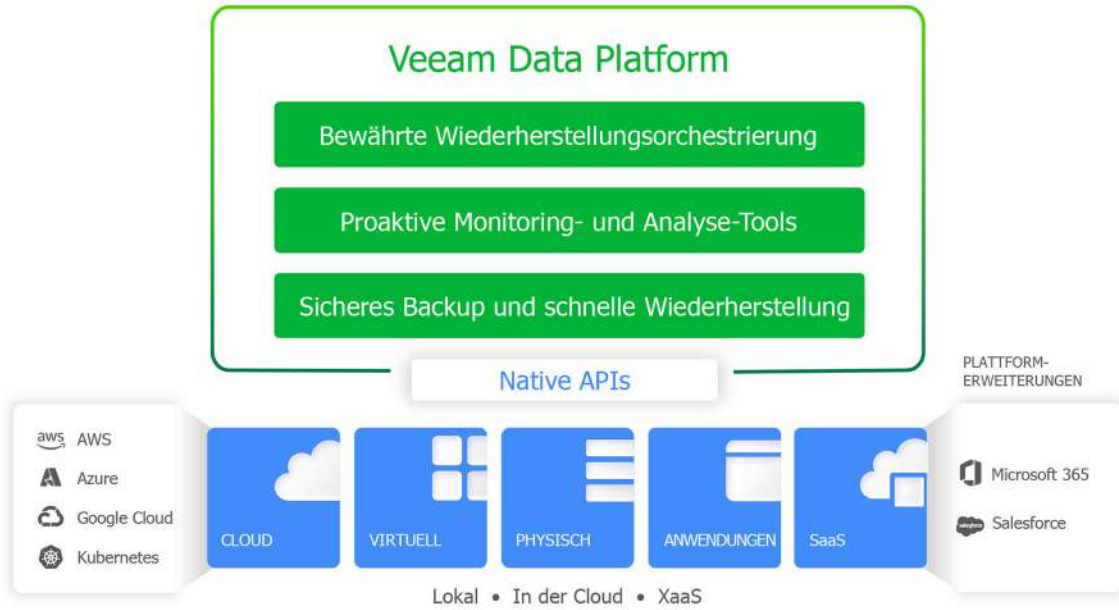 Veeam Data Platform
Bewährte Wiederherstellungsorchestrierung
Proaktive Monitoring- und Analyse-Tools
Sicheres Backup und schnelle Wiederherstellung
Native APIs
PLATTFORM-
ERWEITERUNGEN
aws AWS
Azure
Google Cloud
Kubernetes
CLOUD
VIRTUELL
PHYSISCH
ANWENDUNGEN
SaaS
Microsoft 365
salesforce Salesforce
Lokal • In der Cloud • XaaS